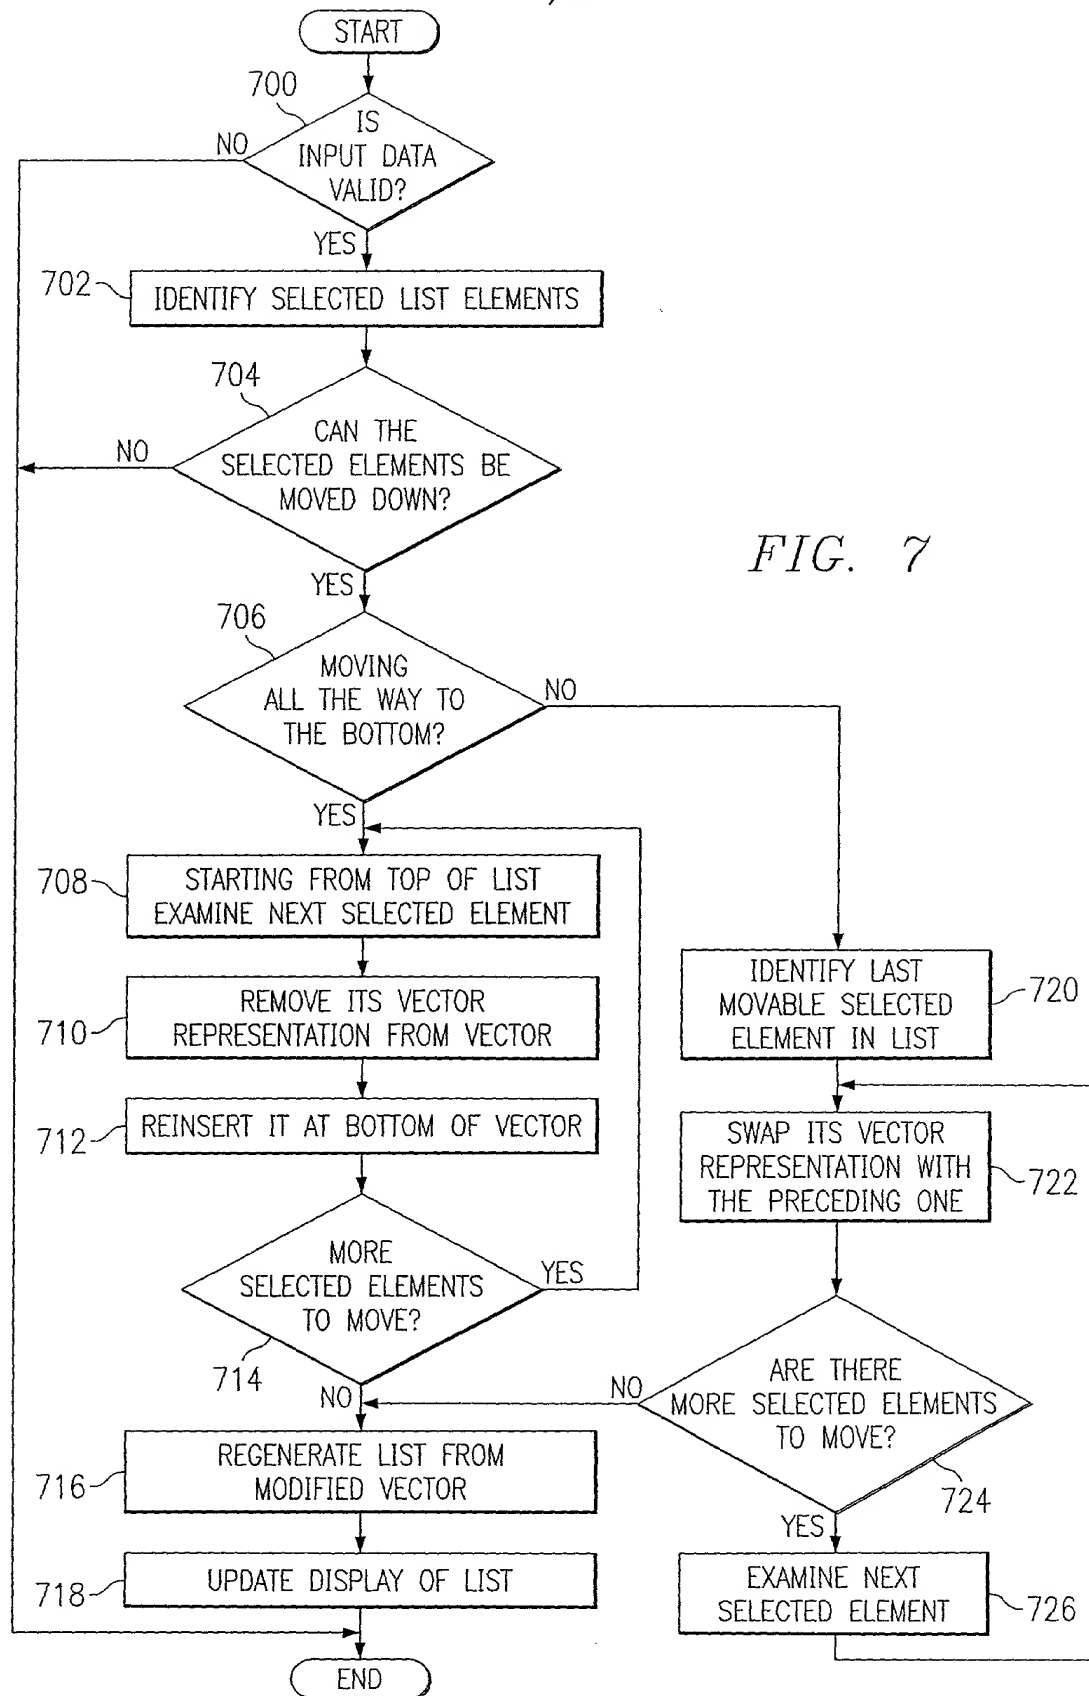 START
700
IS
INPUT DATA
VALID?
NO
YES
702
IDENTIFY SELECTED LIST ELEMENTS
704
CAN THE
SELECTED ELEMENTS BE
MOVED DOWN?
NO
YES
FIG. 7
706
MOVING
ALL THE WAY TO
THE BOTTOM?
NO
YES
708
STARTING FROM TOP OF LIST
EXAMINE NEXT SELECTED ELEMENT
710
REMOVE ITS VECTOR
REPRESENTATION FROM VECTOR
712
REINSERT IT AT BOTTOM OF VECTOR
MORE
SELECTED ELEMENTS
TO MOVE?
YES
714
NO
716
REGENERATE LIST FROM
MODIFIED VECTOR
718
UPDATE DISPLAY OF LIST
END
IDENTIFY LAST
MOVABLE SELECTED
ELEMENT IN LIST
720
SWAP ITS VECTOR
REPRESENTATION WITH
THE PRECEDING ONE
722
ARE THERE
MORE SELECTED ELEMENTS
TO MOVE?
NO
724
YES
EXAMINE NEXT
SELECTED ELEMENT
726